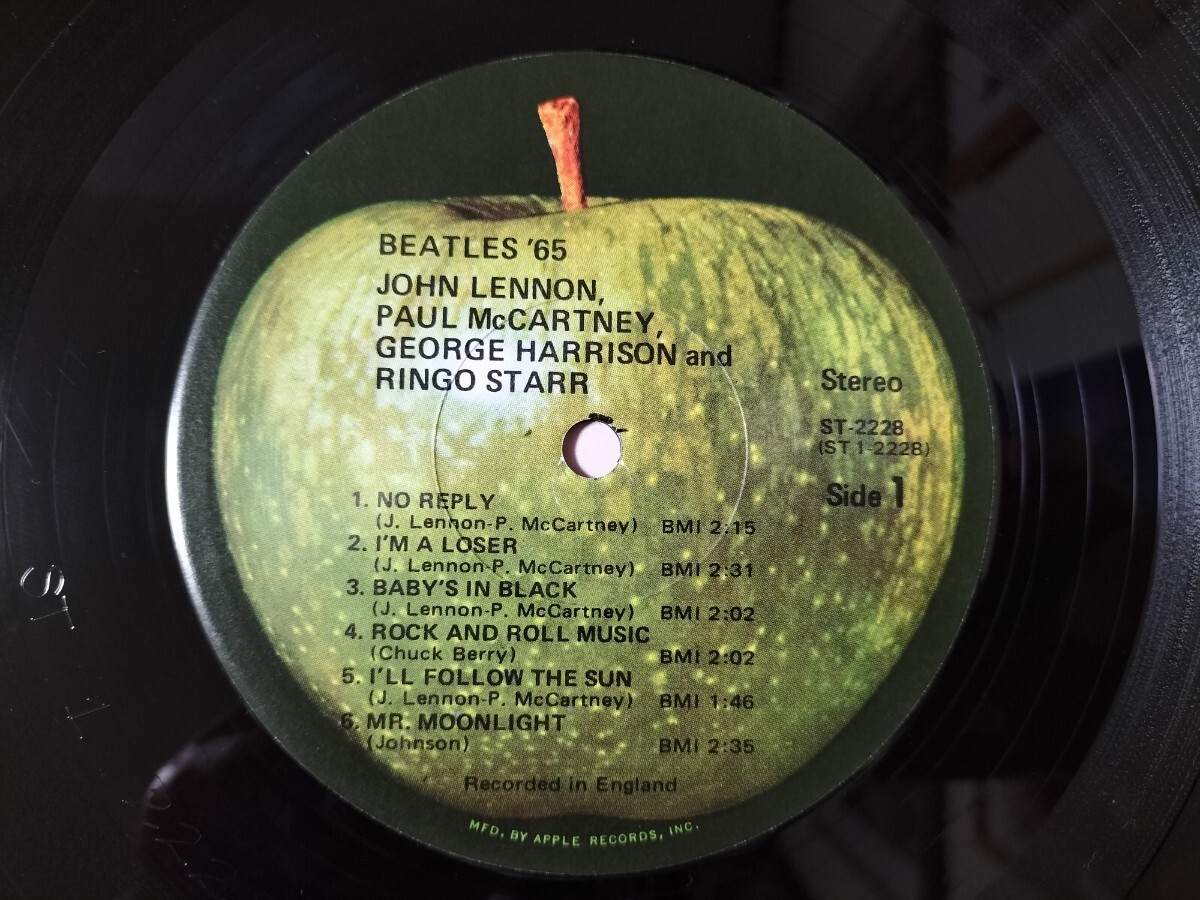 BEATLES '65
JOHN LENNON,
PAUL McCARTNEY,
GEORGE HARRISON and
RINGO STARR
Stereo
ST-2228
(ST 1-2228)
Side 1
1. NO REPLY
(J. Lennon-P. McCartney) BMI 2:15
2. I'M A LOSER
(J. Lennon-P. McCartney) BMI 2:31
3. BABY'S IN BLACK
(J. Lennon-P. McCartney) BMI 2:02
4. ROCK AND ROLL MUSIC
(Chuck Berry) BMI 2:02
5. I'LL FOLLOW THE SUN
(J. Lennon-P. McCartney) BMI 1:46
6. MR. MOONLIGHT
(Johnson) BMI 2:35
Recorded in England
MFD. BY APPLE RECORDS, INC.
ST 1